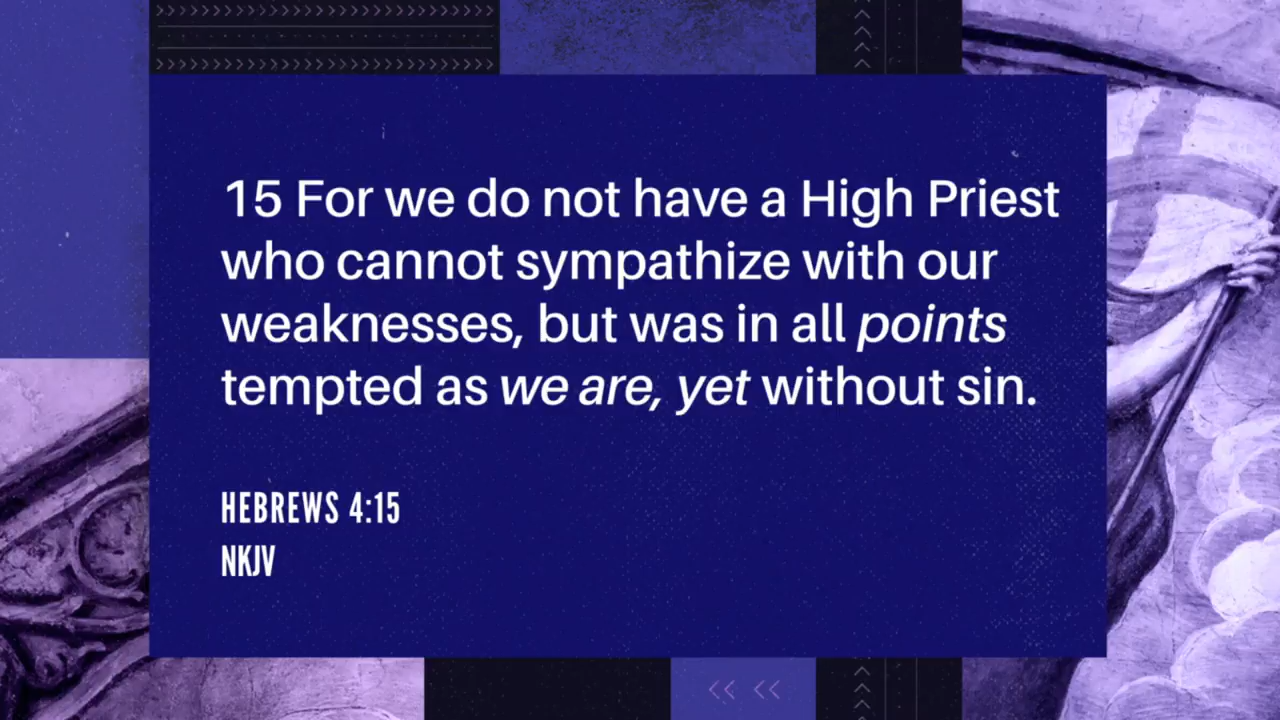 15 For we do not have a High Priest
who cannot sympathize with our
weaknesses, but was in all points
tempted as we are, yet without sin.
HEBREWS 4:15
NKJV